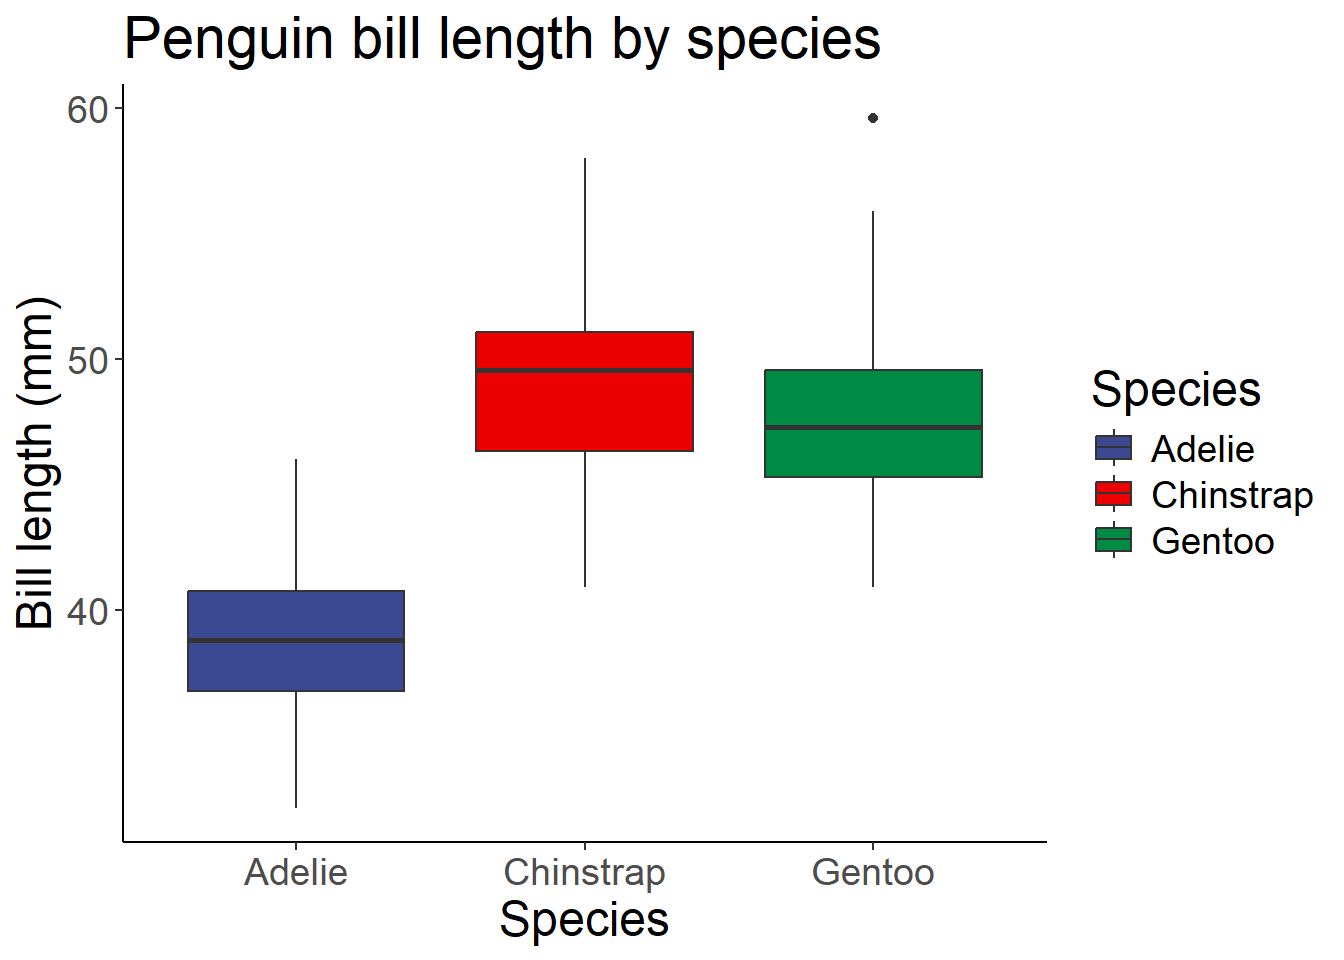 Penguin bill length by species
60
50
40
Bill length (mm)
Adelie
Chinstrap
Gentoo
Species
Species
Adelie
Chinstrap
Gentoo